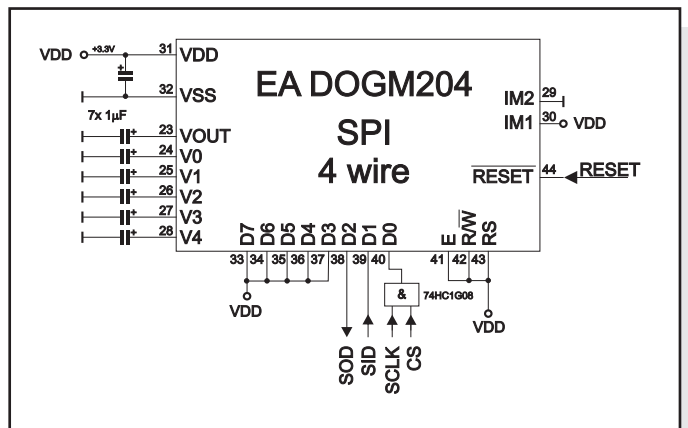 VDD +3.3V 31 VDD
32 VSS
7x 1µF
23 VOUT
24 V0
25 V1
26 V2
27 V3
28 V4
EA DOGM204
SPI
4 wire
IM2 29
IM1 30 VDD
RESET 44 RESET
D7 D6 D5 D4 D3 D2 D1 D0 E R/W RS
33 34 35 36 37 38 39 40 41 42 43
VDD
& 74HC1G08
VDD
SOD SID SCLK CS